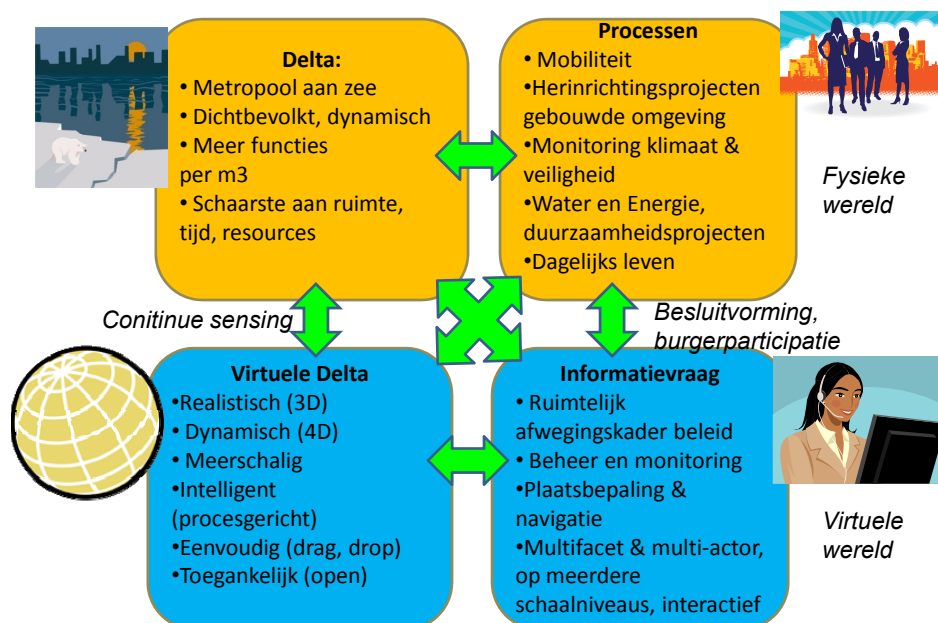 Delta:
• Metropool aan zee
• Dichtbevolkt, dynamisch
• Meer functies
per m3
• Schaarste aan ruimte,
tijd, resources
Processen
• Mobiliteit
•Herinrichtingsprojecten
gebouwde omgeving
•Monitoring klimaat &
veiligheid
•Water en Energie,
duurzaamheidsprojecten
•Dagelijks leven
Fysieke
wereld
Conitinue sensing
Besluitvorming,
burgerparticipatie
Virtuele Delta
•Realistisch (3D)
• Dynamisch (4D)
• Meerschalig
•Intelligent
(procesgericht)
•Eenvoudig (drag, drop)
•Toegankelijk (open)
Informatievraag
• Ruimtelijk
afwegingskader beleid
• Beheer en monitoring
•Plaatsbepaling &
navigatie
•Multifacet & multi-actor,
op meerdere
schaalniveaus, interactief
Virtuele
wereld